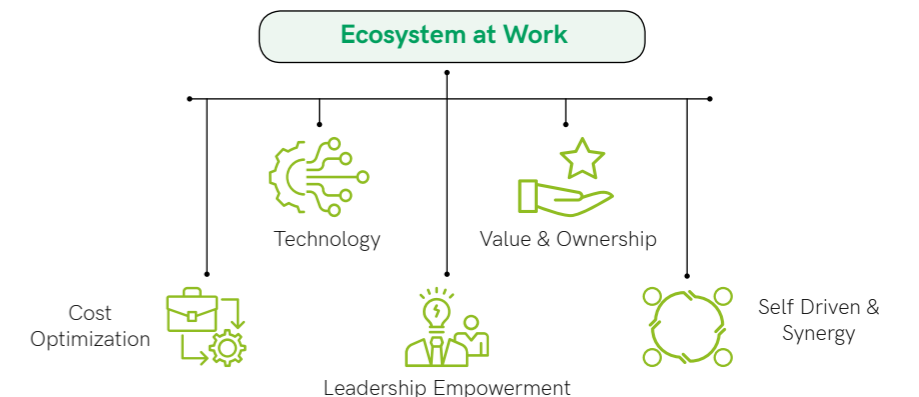 Ecosystem at Work
Technology
Value & Ownership
Cost
Optimization
Self Driven &
Synergy
Leadership Empowerment